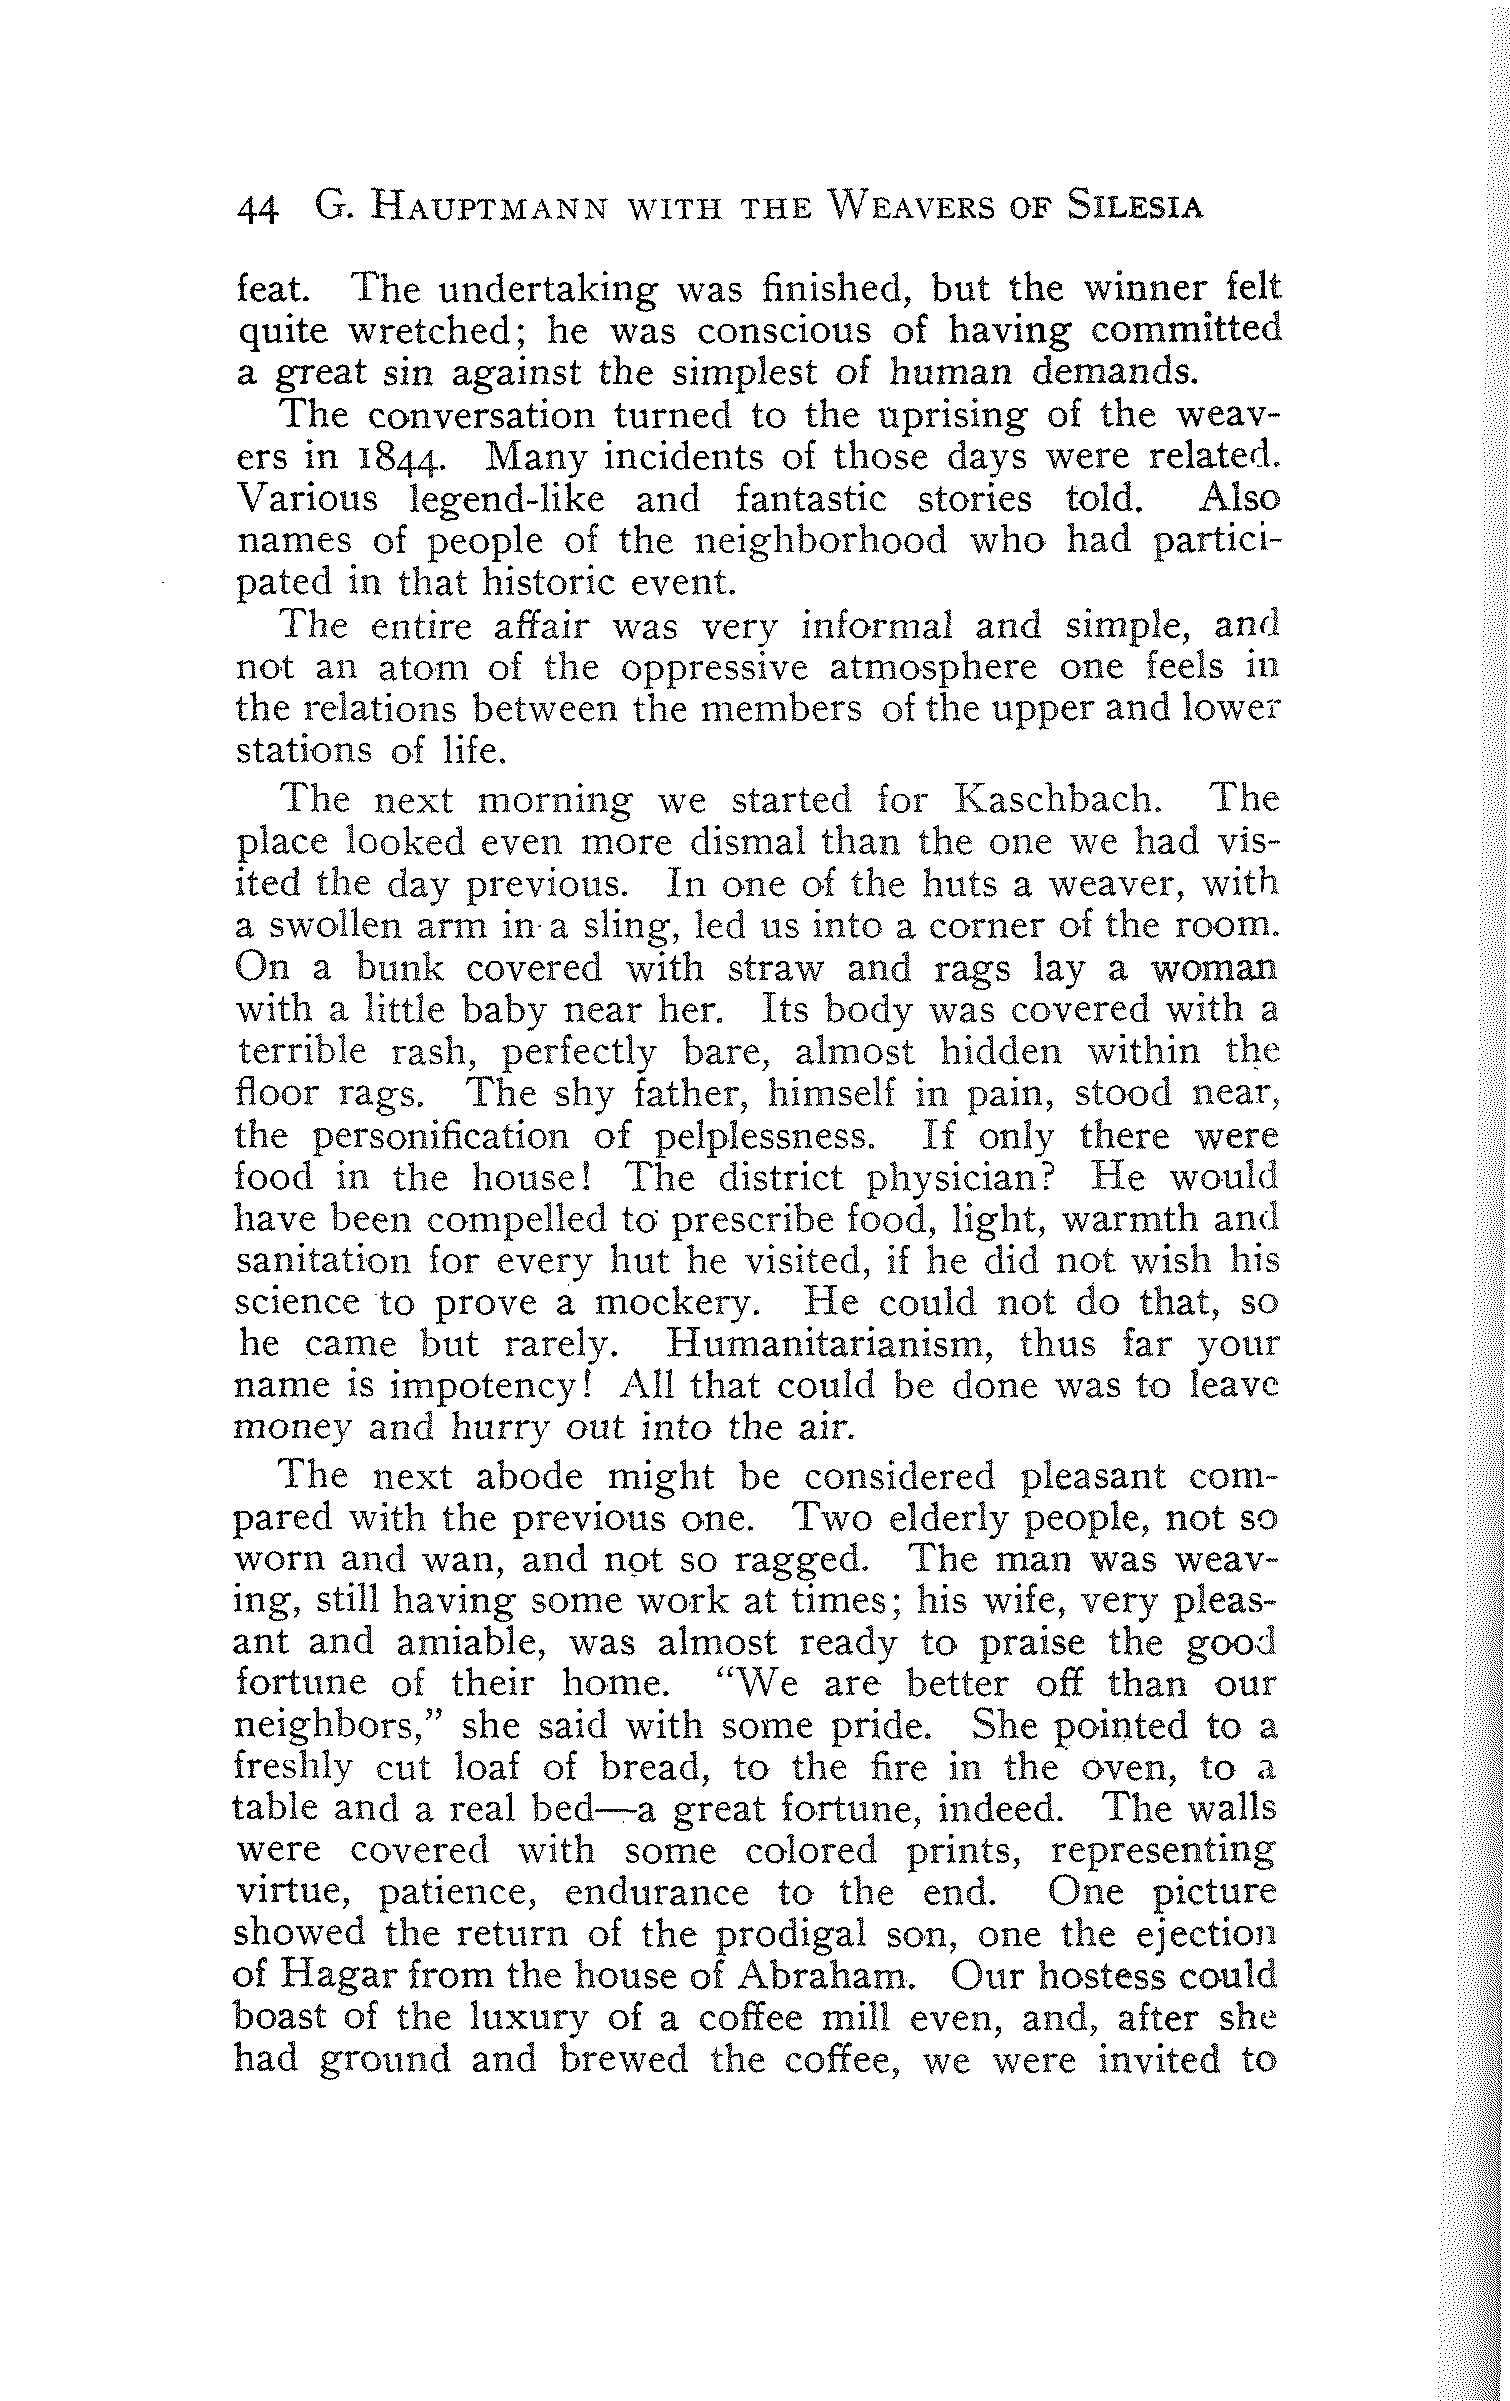 44 G. HAUPTMANN WITH THE WEAVERS OF SILESIA
feat. The undertaking was finished, but the winner felt
quite wretched; he was conscious of having committed
a great sin against the simplest of human demands.
The conversation turned to the uprising of the weav-
ers in 1844. Many incidents of those days were related.
Various legend-like and fantastic stories told. Also
names of people of the neighborhood who had partici-
pated in that historic event.
The entire affair was very informal and simple, and
not an atom of the oppressive atmosphere one feels in
the relations between the members of the upper and lower
stations of life.
The next morning we started for Kaschbach. The
place looked even more dismal than the one we had vis-
ited the day previous. In one of the huts a weaver, with
a swollen arm in a sling, led us into a corner of the room.
On a bunk covered with straw and rags lay a woman
with a little baby near her. Its body was covered with a
terrible rash, perfectly bare, almost hidden within the
floor rags. The shy father, himself in pain, stood near,
the personification of pelplessness. If only there were
food in the house! The district physician? He would
have been compelled to prescribe food, light, warmth and
sanitation for every hut he visited, if he did not wish his
science to prove a mockery. He could not do that, so
he came but rarely. Humanitarianism, thus far your
name is impotency! All that could be done was to leave
money and hurry out into the air.
The next abode might be considered pleasant com-
pared with the previous one. Two elderly people, not so
worn and wan, and not so ragged. The man was weav-
ing, still having some work at times; his wife, very pleas-
ant and amiable, was almost ready to praise the good
fortune of their home. "We are better off than our
neighbors," she said with some pride. She pointed to a
freshly cut loaf of bread, to the fire in the oven, to a
table and a real bed—a great fortune, indeed. The walls
were covered with some colored prints, representing
virtue, patience, endurance to the end. One picture
showed the return of the prodigal son, one the ejection
of Hagar from the house of Abraham. Our hostess could
boast of the luxury of a coffee mill even, and, after she
had ground and brewed the coffee, we were invited to